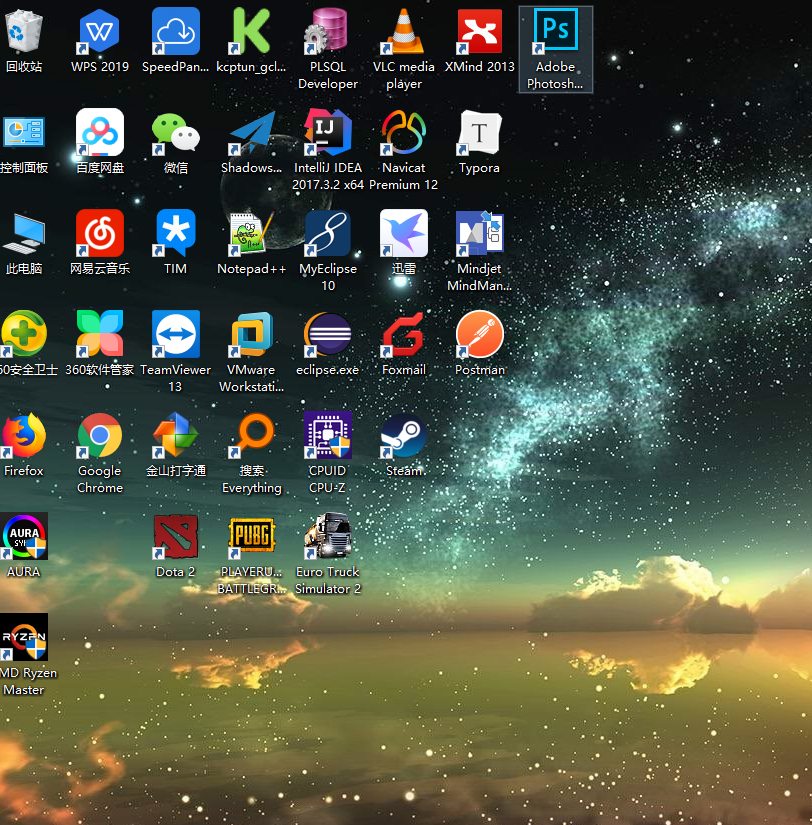 回收站
WPS 2019
SpeedPan...
kcptun_gcl...
PLSQL
Developer
VLC media
player
XMind 2013
Ps
Adobe
Photosh...
控制面板
百度网盘
微信
Shadows...
IJ
IntelliJ IDEA
2017.3.2 x64
Navicat
Premium 12
T
Typora
此电脑
网易云音乐
TIM
Notepad++
MyEclipse
10
迅雷
Mindjet
MindMan...
60安全卫士
360软件管家
TeamViewer
13
VMware
Workstati...
eclipse.exe
Foxmail
Postman
Firefox
Google
Chrome
金山打字通
搜索
Everything
CPUID
CPU-Z
Steam
AURA
AURA
Dota 2
PUBG
PLAYERU...
BATTLEGR...
Euro Truck
Simulator 2
RYZEN
MD Ryzen
Master